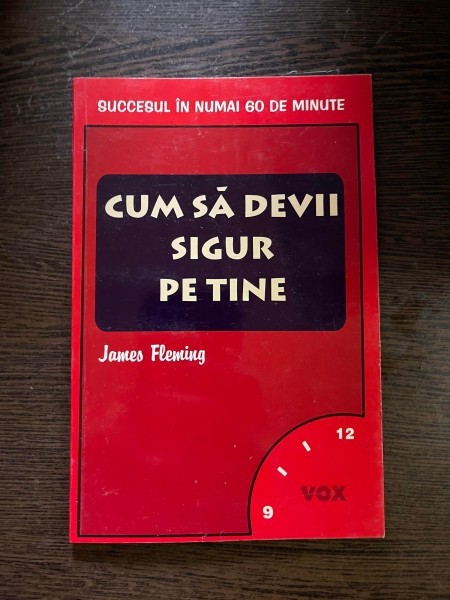 SUCCESUL ÎN NUMAI 60 DE MINUTE
CUM SĂ DEVII
SIGUR
PE TINE
James Fleming
12
VOX
9